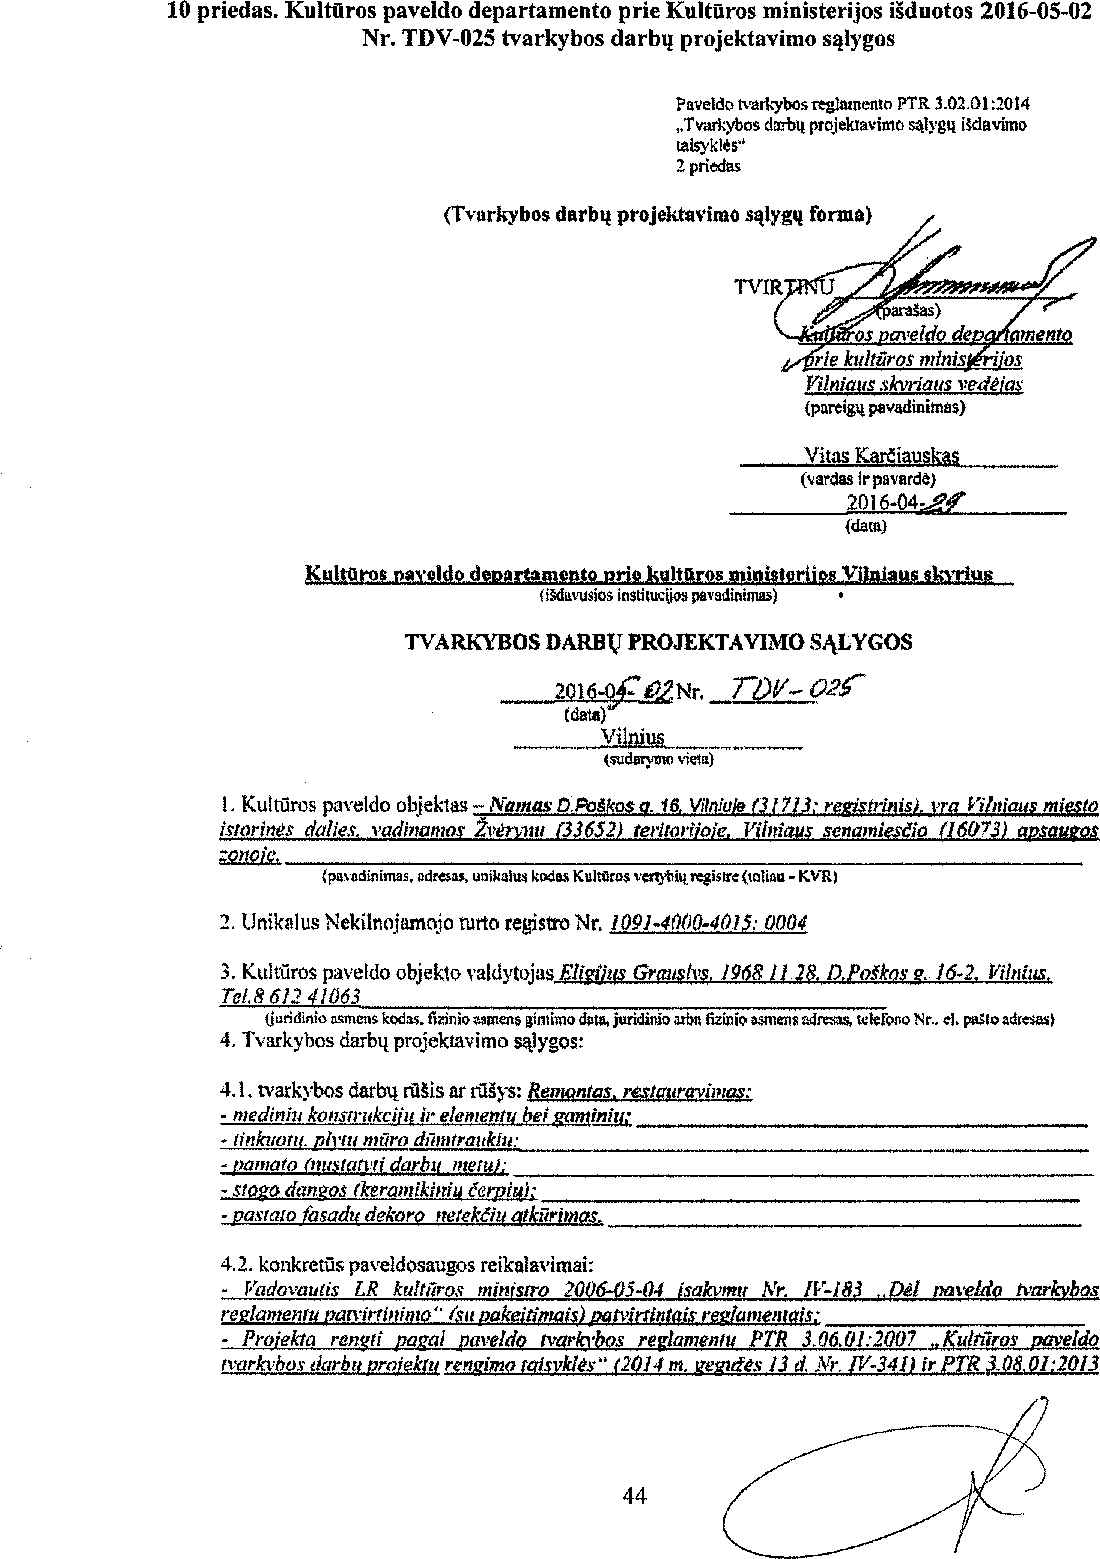 10 priedas. Kultūros paveldo departamento prie Kultūros ministerijos išduotos 2016-05-02
Nr. TDV-025 tvarkybos darbų projektavimo sąlygos
Paveldo tvarkybos reglamento PTR 3.02.01:2014
„Tvarkybos darbų projektavimo sąlygų išdavimo
taisyklės“
2 priedas
(Tvarkybos darbų projektavimo sąlygų forma)
TVIRTINU
(parašas)
Kultūros paveldo departamento
prie kultūros ministerijos
Vilniaus skyriaus vedėjas
(pareigų pavadinimas)
Vitas Karčiauskas
(vardas ir pavardė)
2016-04-29
(data)
Kultūros paveldo departamento prie kultūros ministerijos Vilniaus skyrius
(išdavusios institucijos pavadinimas)
TVARKYBOS DARBŲ PROJEKTAVIMO SĄLYGOS
2016-05-02 Nr. TDV-025
(data)
Vilnius
(sudarymo vieta)
1. Kultūros paveldo objektas – Namas D.Poškos g. 16, Vilniuje (31713; registrinis), yra Vilniaus miesto
istorinės dalies, vadinamos Žvėrynu (33652) teritorijoje, Vilniaus senamiesčio (16073) apsaugos
zonoje.
(pavadinimas, adresas, unikalus kodas Kultūros vertybių registre (toliau - KVR)
2. Unikalus Nekilnojamojo turto registro Nr. 1091-4000-4015; 0004
3. Kultūros paveldo objekto valdytojas Eligijus Grauslys, 1968 11 28, D.Poškos g. 16-2, Vilnius,
Tel.8 612 41063
(juridinio asmens kodas, fizinio asmens gimimo data, juridinio arba fizinio asmens adresas, telefono Nr., el. pašto adresas)
4. Tvarkybos darbų projektavimo sąlygos:
4.1. tvarkybos darbų rūšis ar rūšys: Remontas, restauravimas:
- medinių konstrukcijų ir elementų bei gaminių;
- tinkuotų, plytų mūro dūmtraukių;
- pamato (nustatyti darbų metu);
- stogo dangos (keramikinių čerpių);
- pastato fasadų dekoro netekčių atkūrimas.
4.2. konkretūs paveldosaugos reikalavimai:
- Vadovautis LR kultūros ministro 2006-05-04 įsakymu Nr. IV-183 „Dėl paveldo tvarkybos
reglamentų patvirtinimo“ (su pakeitimais) patvirtintais reglamentais;
- Projektą rengti pagal paveldo tvarkybos reglamentu PTR 3.06.01:2007 „Kultūros paveldo
tvarkybos darbų projektų rengimo taisyklės“ (2014 m. gegužės 13 d. Nr. IV-341) ir PTR 3.08.01:2013
44